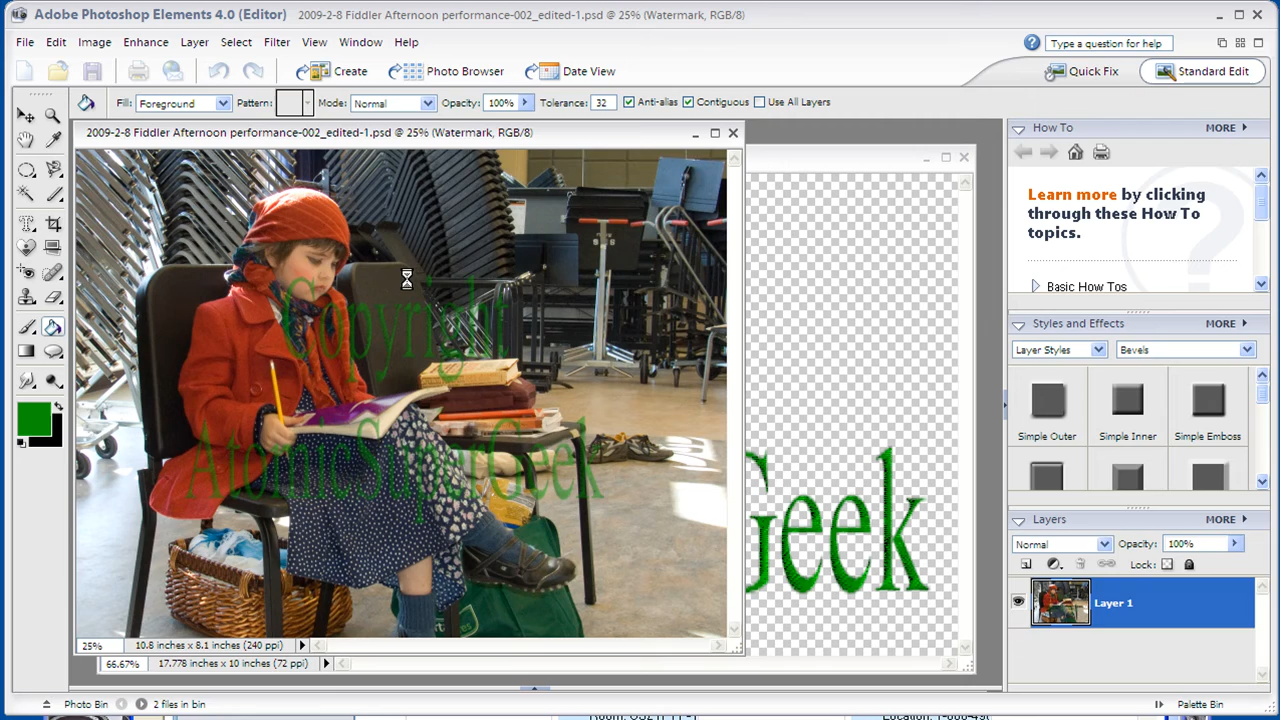 Adobe Photoshop Elements 4.0 (Editor) 2009-2-8 Fiddler Afternoon performance-002_edited-1.psd @ 25% (Watermark, RGB/8)
File Edit Image Enhance Layer Select Filter View Window Help
Type a question for help
Create Photo Browser Date View Quick Fix Standard Edit
Fill: Foreground Pattern: Mode: Normal Opacity: 100% Tolerance: 32 Anti-alias Contiguous Use All Layers
2009-2-8 Fiddler Afternoon performance-002_edited-1.psd @ 25% (Watermark, RGB/8)
How To MORE
Learn more by clicking
through these How To
topics.
Basic How Tos
Copyright
AtomicSuperGeek
Geek
Styles and Effects MORE
Layer Styles Bevels
Simple Outer Simple Inner Simple Emboss
Layers MORE
Normal Opacity: 100%
Lock:
Layer 1
25% 10.8 inches x 8.1 inches (240 ppi)
66.67% 17.778 inches x 10 inches (72 ppi)
Photo Bin 2 files in bin Palette Bin